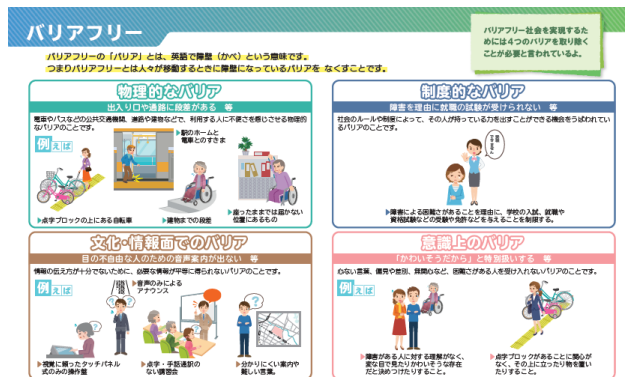 バリアフリー
バリアフリー社会を実現するた
めには4つのバリアを取り除く
ことが必要と言われているよ。
バリアフリーの「バリア」とは、英語で障壁（かべ）という意味です。
つまりバリアフリーとは人々が移動するときに障壁になっているバリアを なくすことです。
物理的なバリア
出入り口や通路に段差がある 等
電車やバスなどの公共交通機関、道路や建物などで、利用する人に不便さを感じさせる物理的
なバリアのことです。
例えば
▶駅のホームと
電車とのすきま
▶点字ブロックの上にある自転車
▶建物までの段差
▶座ったままでは届かない
位置にあるもの
制度的なバリア
障害を理由に就職の試験が受けられない 等
社会のルールや制度によって、その人が持っている力を出すことができる機会をうばわれてい
るバリアのことです。
例えば
▶障害による困難さがあることを理由に、学校の入試、就職や
資格試験などの受験や免許などを与えることを制限する。
文化・情報面でのバリア
目の不自由な人のための音声案内が出ない 等
情報の伝え方が十分でないために、必要な情報が平等に得られないバリアのことです。
例えば
▶音声のみによる
アナウンス
▶視覚に頼ったタッチパネル
式のみの操作盤
▶点字・手話通訳の
ない講習会
▶分かりにくい案内や
難しい言葉。
意識上のバリア
「かわいそうだから」と特別扱いする 等
心ない言葉、偏見や差別、無関心など、困難さがある人を受け入れないバリアのことです。
例えば
▶障害がある人に対する理解がなく、
変な目で見たりかわいそうな存在
だと決めつけたりすること。
▶点字ブロックがあることに関心が
なく、その上に立ったり物を置い
たりすること。